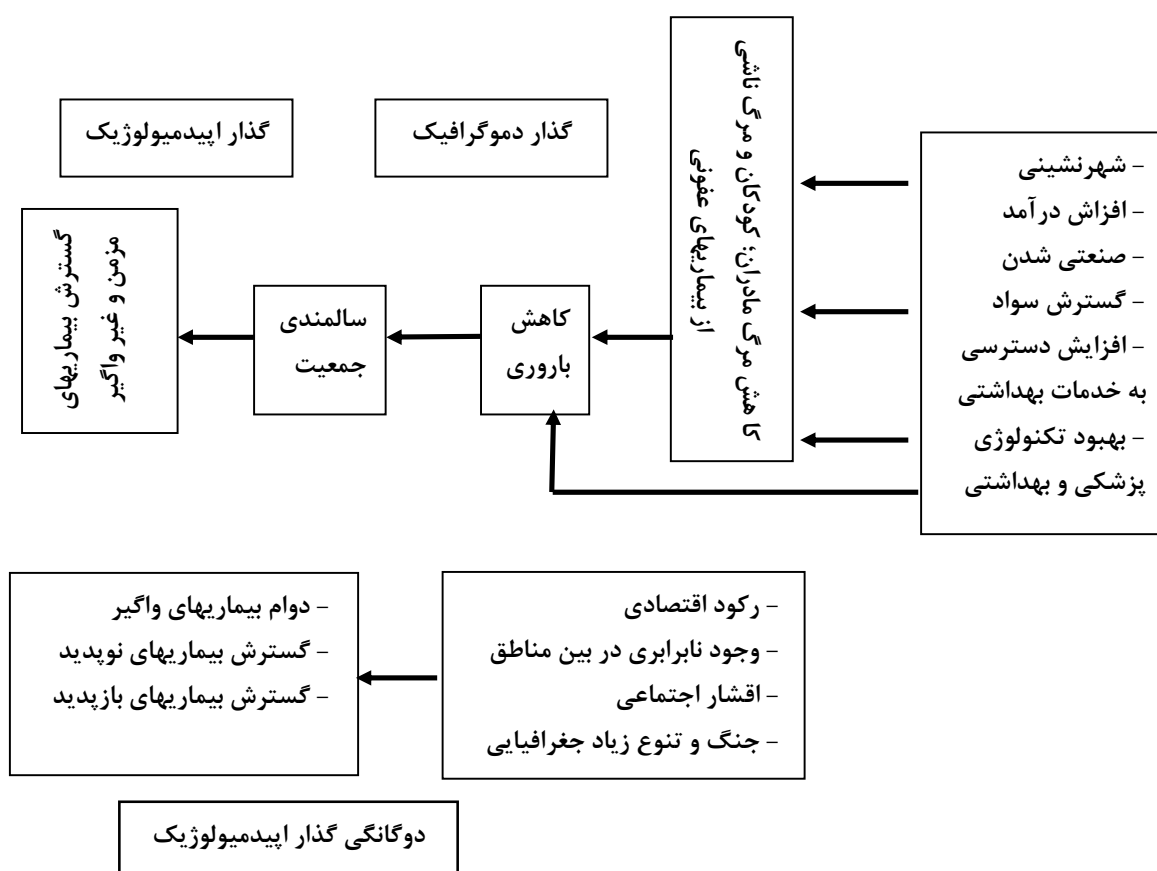 گذار دموگرافیک
گذار اپیدمیولوژیک
– شهرنشینی
– افزاش درآمد
– صنعتی شدن
– گسترش سواد
– افزایش دسترسی
به خدمات بهداشتی
– بهبود تکنولوژی
پزشکی و بهداشتی
کا هش مرگ مادران؛ کودکان و مرگ ناشی
از بیماریهای عفونی
کاهش
باروری
سالمندی
جمعیت
گسترش بیماریهای
مزمن و غیر واگیر
– رکود اقتصادی
– وجود نابرابری در بین مناطق
– اقشار اجتماعی
– جنگ و تنوع زیاد جغرافیایی
– دوام بیماریهای واگیر
– گسترش بیماریهای نوپدید
– گسترش بیماریهای بازپدید
دوگانگی گذار اپیدمیولوژیک